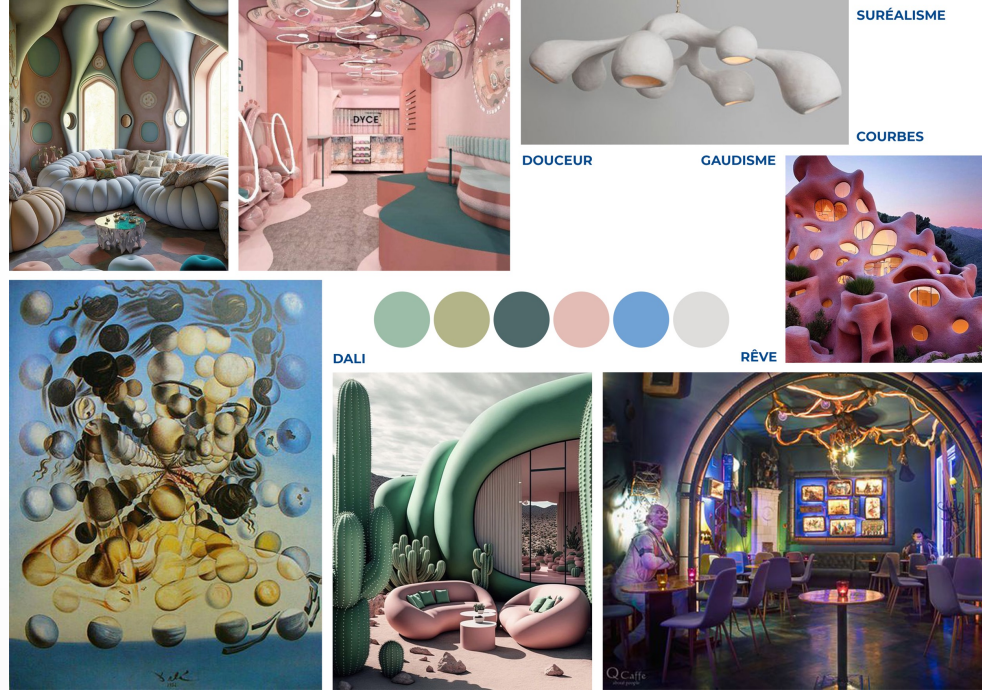 SURÉALISME
DYCE
COURBES
DOUCEUR
GAUDISME
DALI
RÊVE
Q Caffe